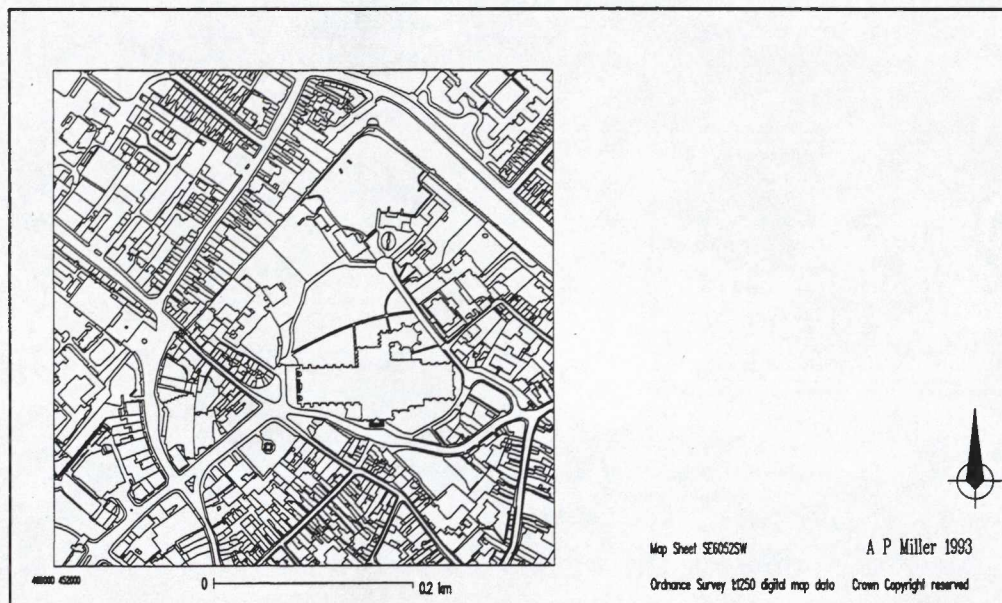 460000 452000
0 0.2 km
Map Sheet SE6052SW
A P Miller 1993
Ordnance Survey 1:1250 digital map data Crown Copyright reserved